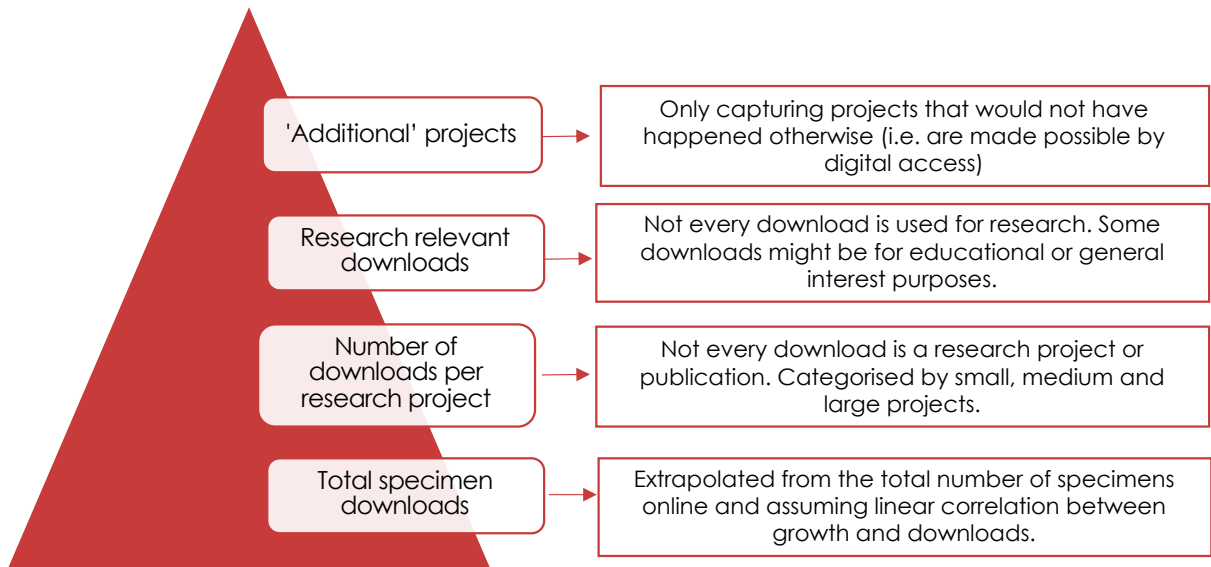 'Additional’ projects
Only capturing projects that would not have
happened otherwise (i.e. are made possible by
digital access)
Research relevant
downloads
Not every download is used for research. Some
downloads might be for educational or general
interest purposes.
Number of
downloads per
research project
Not every download is a research project or
publication. Categorised by small, medium and
large projects.
Total specimen
downloads
Extrapolated from the total number of specimens
online and assuming linear correlation between
growth and downloads.